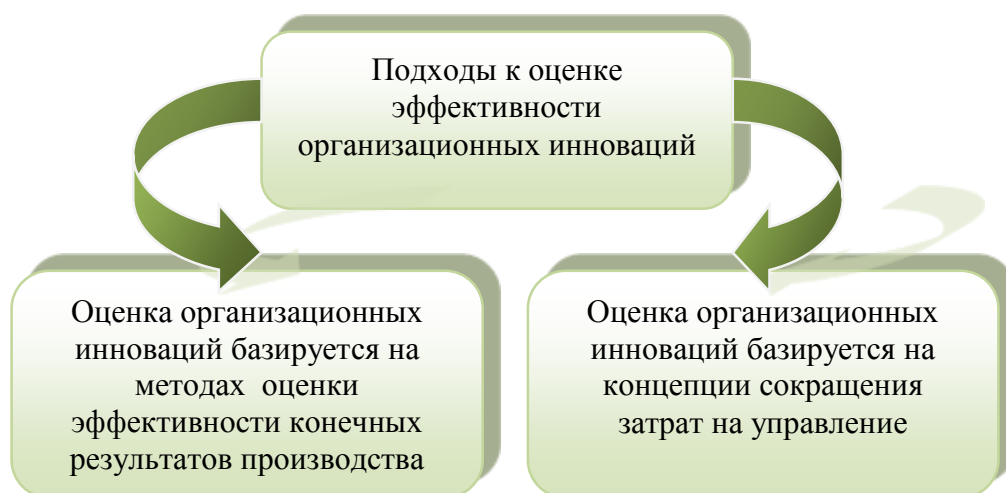 Подходы к оценке
эффективности
организационных инноваций
Оценка организационных
инноваций базируется на
методах оценки
эффективности конечных
результатов производства
Оценка организационных
инноваций базируется на
концепции сокращения
затрат на управление